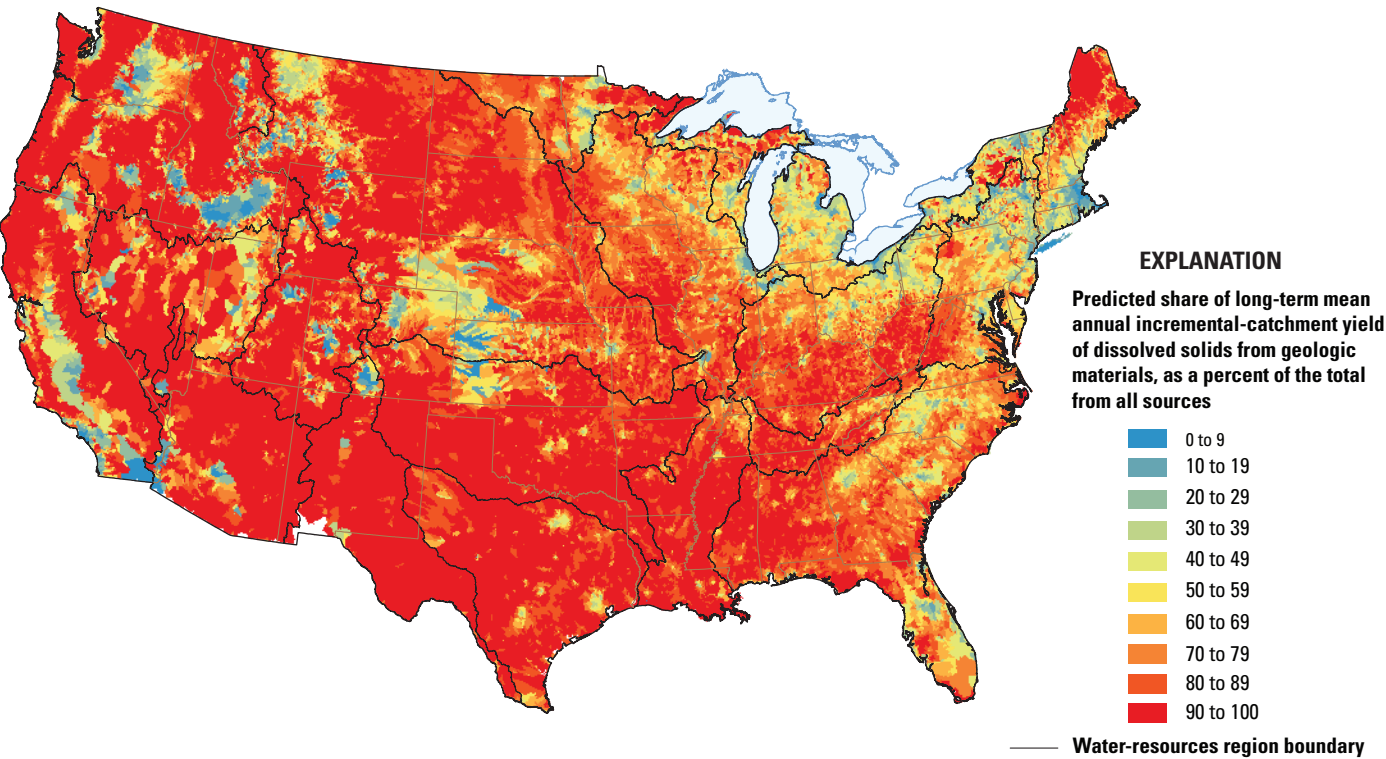 EXPLANATION
Predicted share of long-term mean
annual incremental-catchment yield
of dissolved solids from geologic
materials, as a percent of the total
from all sources
0 to 9
10 to 19
20 to 29
30 to 39
40 to 49
50 to 59
60 to 69
70 to 79
80 to 89
90 to 100
Water-resources region boundary